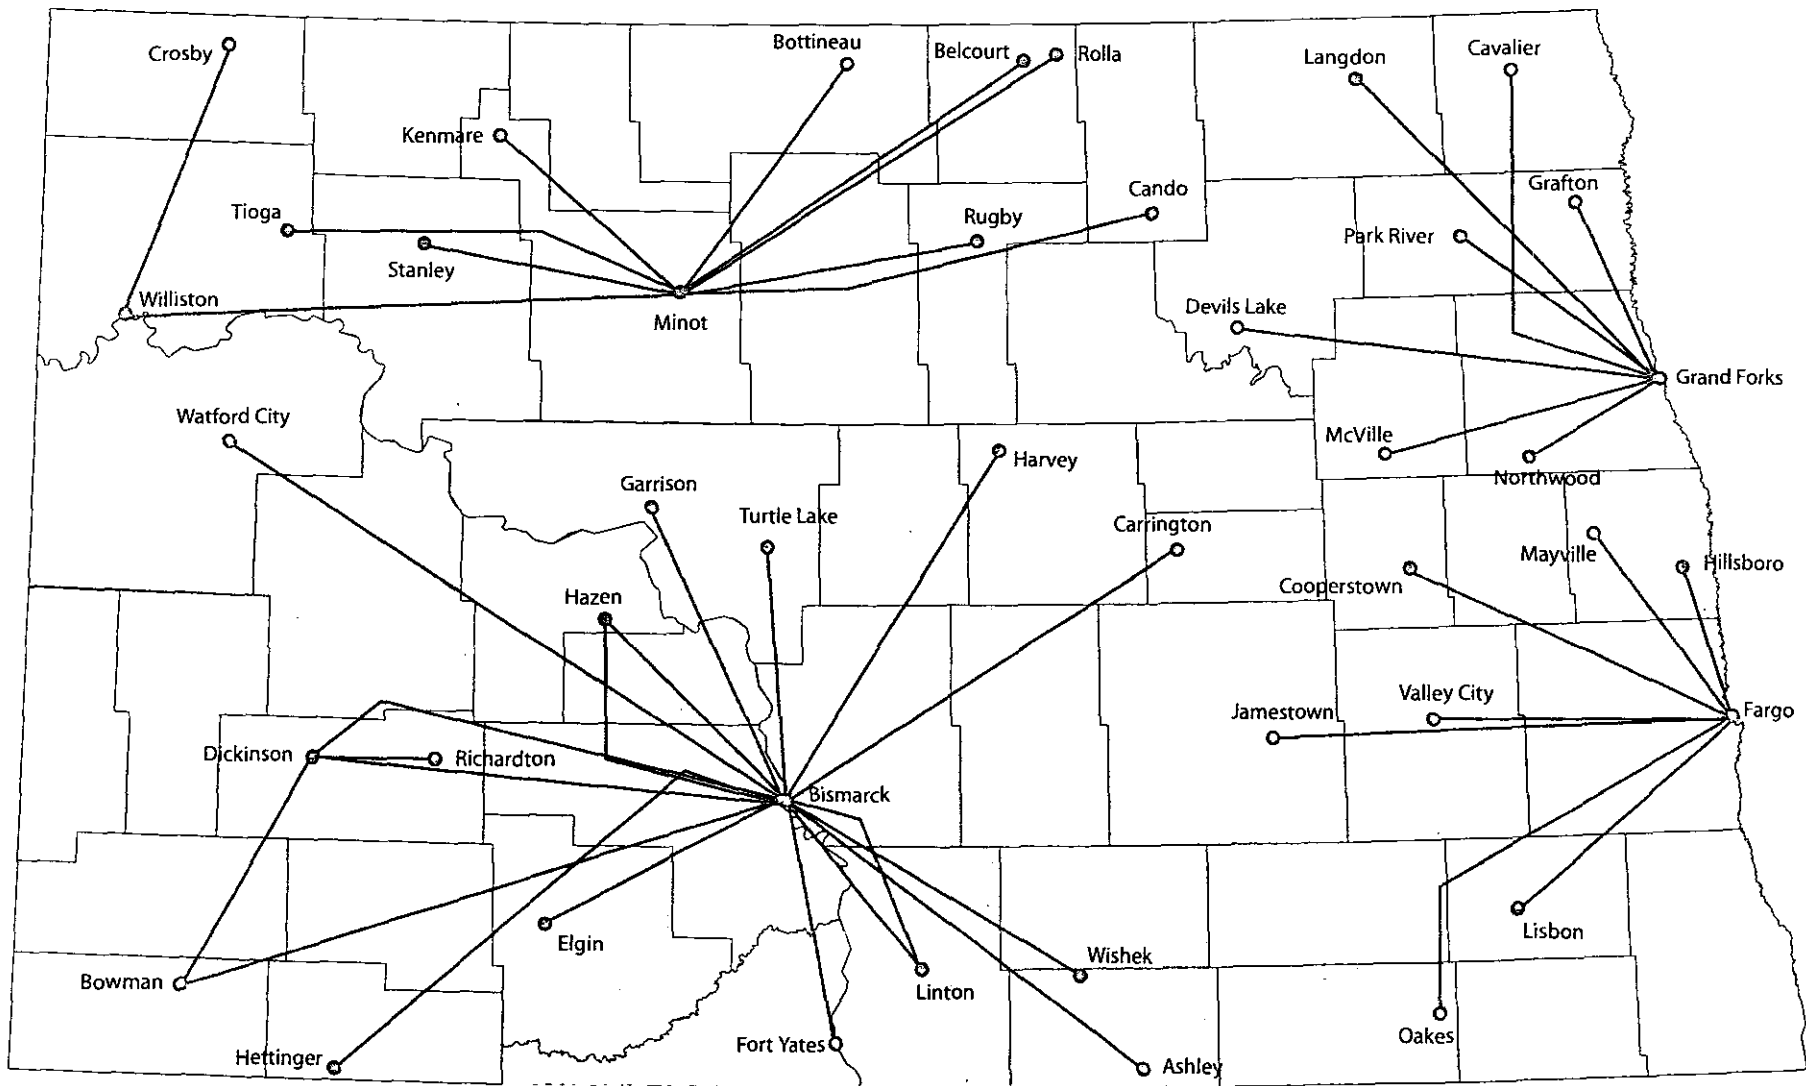 Crosby
Bottineau
Belcourt
Rolla
Langdon
Cavalier
Kenmare
Tioga
Stanley
Rugby
Cando
Grafton
Park River
Williston
Minot
Devils Lake
Grand Forks
Watford City
McVille
Northwood
Garrison
Turtle Lake
Harvey
Carrington
Mayville
Hillsboro
Cooperstown
Hazen
Valley City
Jamestown
Fargo
Dickinson
Richardton
Bismarck
Elgin
Lisbon
Wishek
Linton
Bowman
Oakes
Hettinger
Fort Yates
Ashley